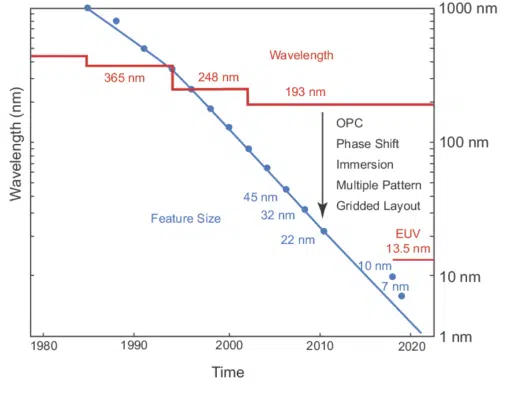 1000 nm
Wavelength
365 nm
248 nm
193 nm
OPC
Phase Shift
Immersion
Multiple Pattern
Gridded Layout
100 nm
Wavelength (nm)
45 nm
32 nm
22 nm
Feature Size
EUV
13.5 nm
10 nm
7 nm
10 nm
1 nm
1980
1990
2000
2010
2020
Time